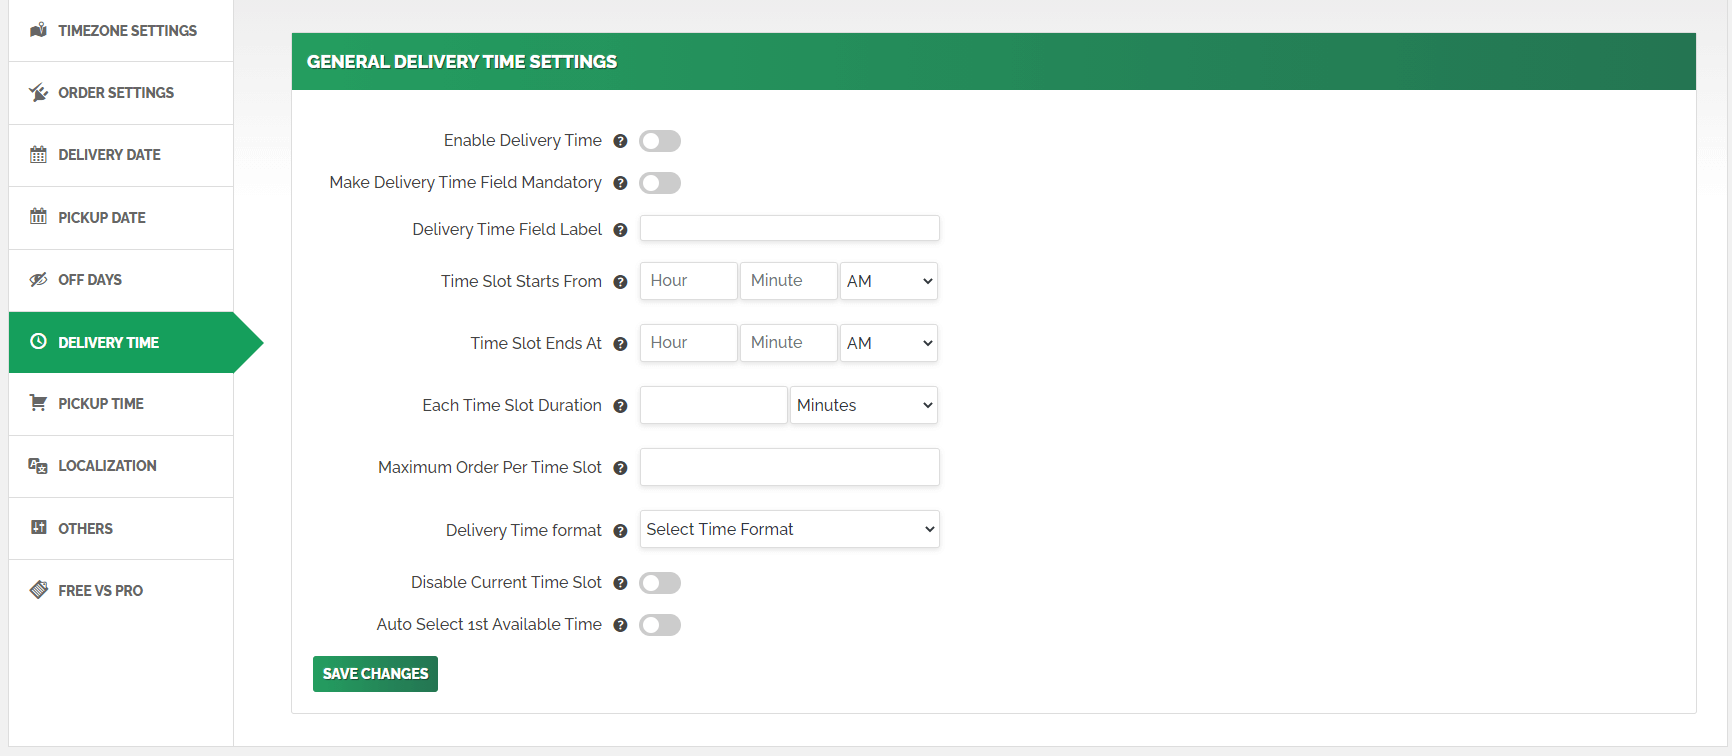 TIMEZONE SETTINGS
ORDER SETTINGS
DELIVERY DATE
PICKUP DATE
OFF DAYS
DELIVERY TIME
PICKUP TIME
LOCALIZATION
OTHERS
FREE VS PRO
GENERAL DELIVERY TIME SETTINGS
Enable Delivery Time ?
Make Delivery Time Field Mandatory ?
Delivery Time Field Label ?
Time Slot Starts From ? Hour Minute AM
Time Slot Ends At ? Hour Minute AM
Each Time Slot Duration ? Minutes
Maximum Order Per Time Slot ?
Delivery Time format ? Select Time Format
Disable Current Time Slot ?
Auto Select 1st Available Time ?
SAVE CHANGES